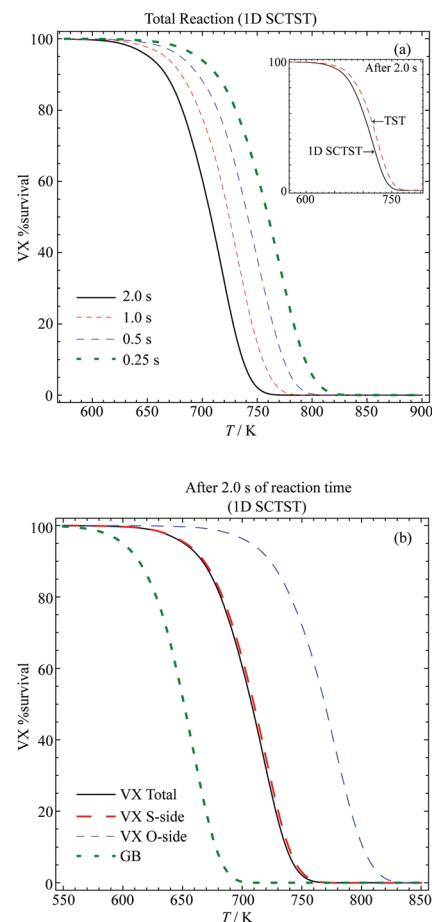 Total Reaction (1D SCTST)
100
80
60
40
20
0
VX %survival
(a)
After 2.0 s
100
0
TST
1D SCTST
600
750
2.0 s
1.0 s
0.5 s
0.25 s
600
650
700
750
800
850
900
T / K
After 2.0 s of reaction time
(1D SCTST)
100
80
60
40
20
0
VX %survival
(b)
VX Total
VX S-side
VX O-side
GB
550
600
650
700
750
800
850
T / K